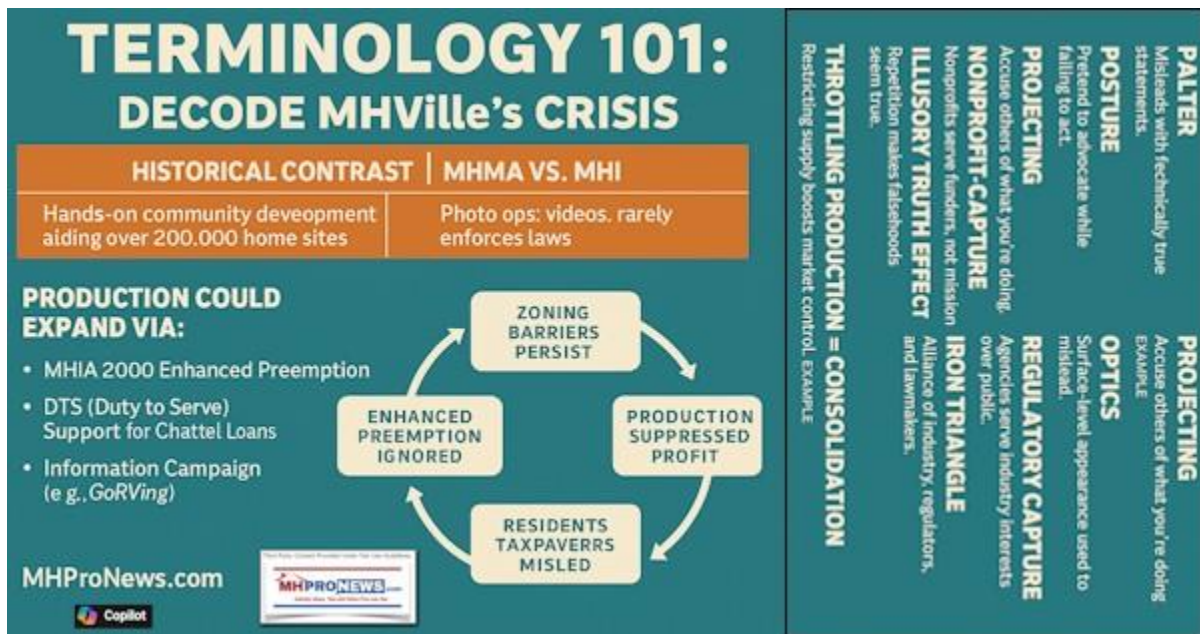 TERMINOLOGY 101:
DECODE MHVille's CRISIS
HISTORICAL CONTRAST | MHMA VS. MHI
Hands-on community deveopment
aiding over 200.000 home sites
Photo ops: videos. rarely
enforces laws
PRODUCTION COULD
EXPAND VIA:
• MHIA 2000 Enhanced Preemption
• DTS (Duty to Serve)
Support for Chattel Loans
• Information Campaign
(e g., GoRVing)
ZONING
BARRIERS
PERSIST
PRODUCTION
SUPPRESSED
PROFIT
RESIDENTS
TAXPAVERRS
MISLED
ENHANCED
PREEMPTION
IGNORED
MHProNews.com
Copilot
MHPRONEWS.com
PALTER
Misleads with technically true
statements.
POSTURE
Pretend to advocate while
falling to act.
PROJECTING
Accuse others of what you're doing.
NONPROFIT-CAPTURE
Nonprofits serve funders, not mission
ILLUSORY TRUTH EFFECT
Repetition makes falsehoods
seem true.
THROTTLING PRODUCTION = CONSOLIDATION
Restricting supply boosts market control. EXAMPLE
PROJECTING
Accuse others of what you're doing
EXAMPLE
OPTICS
Surface-level appearance used to
mislead.
REGULATORY CAPTURE
Agencies serve industry interests
over public.
IRON TRIANGLE
Alliance of industry, regulators,
and lawmakers.